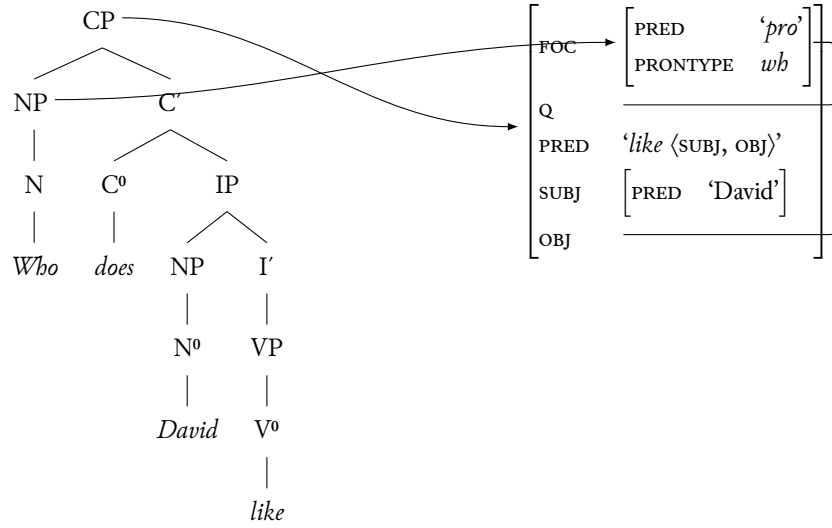 CP
FOC
PRED ‘pro’
PRONTYPE wh
NP C′
Q
PRED ‘like ⟨SUBJ, OBJ⟩’
N C⁰ IP
SUBJ PRED ‘David’
OBJ
Who does NP I′
N⁰ VP
David V⁰
like